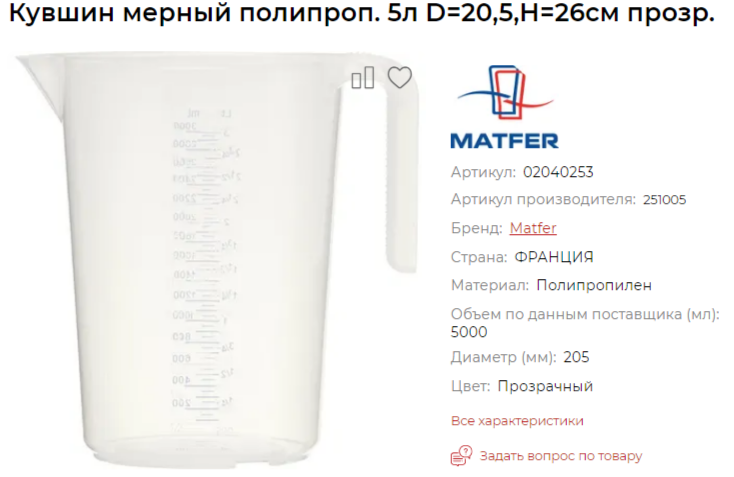 Кувшин мерный полипроп. 5л D=20,5,H=26см прозр.
MATFER
Артикул: 02040253
Артикул производителя: 251005
Бренд: Matfer
Страна: ФРАНЦИЯ
Материал: Полипропилен
Объем по данным поставщика (мл):
5000
Диаметр (мм): 205
Цвет: Прозрачный
Все характеристики
Задать вопрос по товару